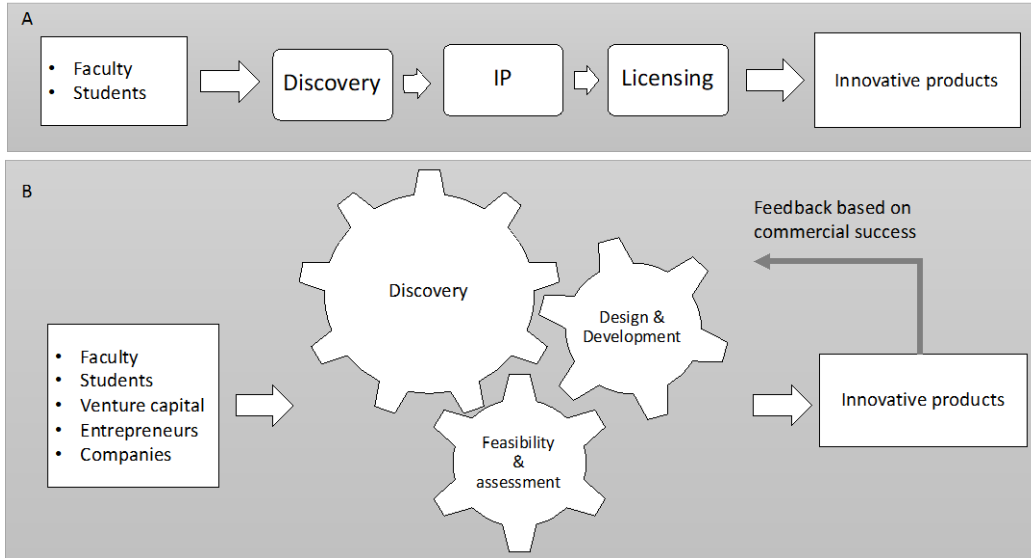 A
• Faculty
• Students
Discovery
IP
Licensing
Innovative products
B
Feedback based on
commercial success
Discovery
Design &
Development
• Faculty
• Students
• Venture capital
• Entrepreneurs
• Companies
Innovative products
Feasibility
&
assessment